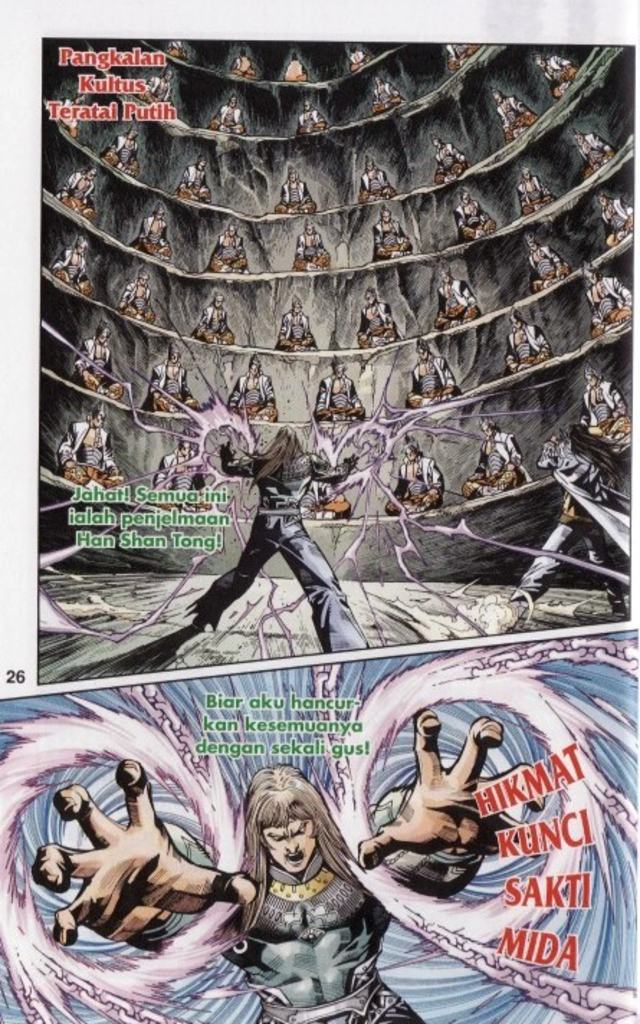 Pangkalan
Kultus
Teratai Putih
Jahat! Semua ini
ialah penjelmaan
Han Shan Tong!
26
Biar aku hancur-
kan kesemuanya
dengan sekali gus!
HIKMAT
KUNCI
SAKTI
MIDA